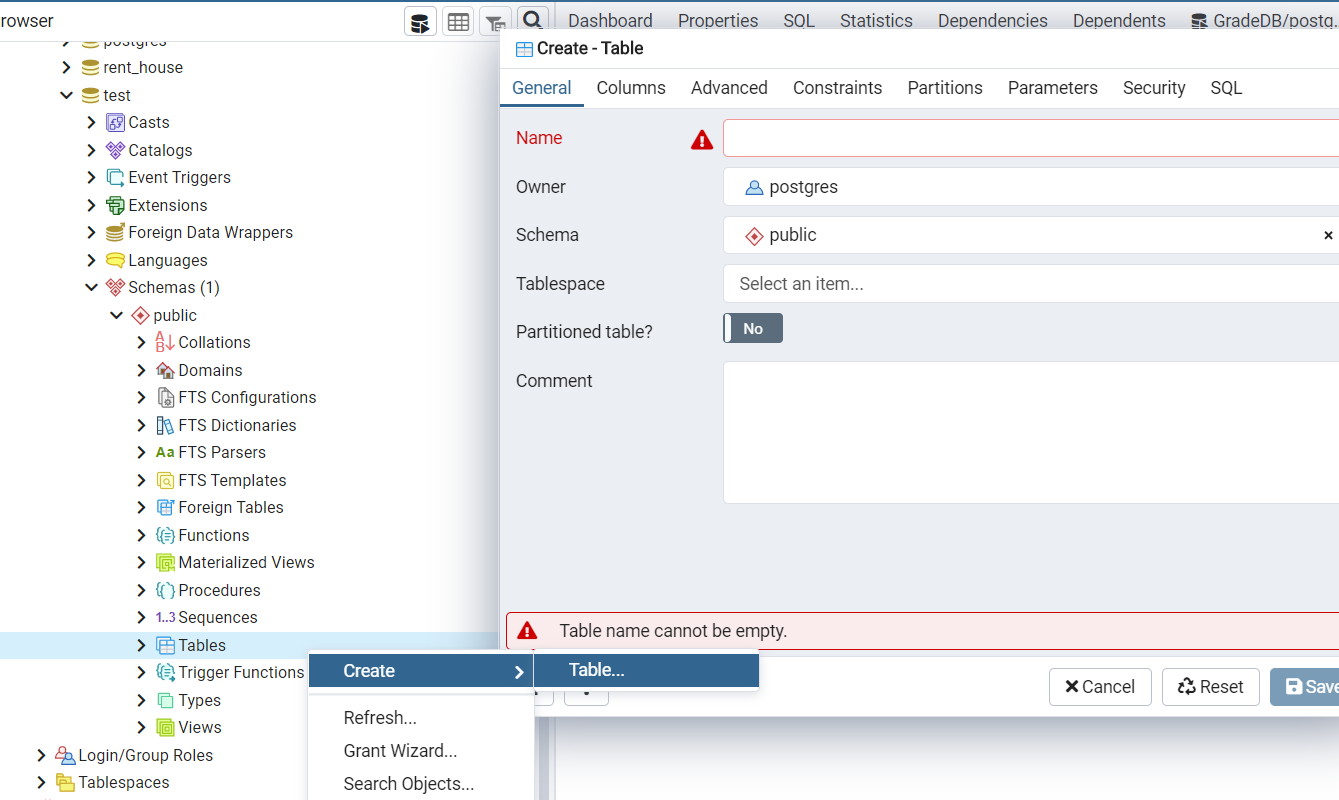 rowser
Dashboard Properties SQL Statistics Dependencies Dependents GradeDB/postg...
postgres
rent_house
test
Casts
Catalogs
Event Triggers
Extensions
Foreign Data Wrappers
Languages
Schemas (1)
public
Collations
Domains
FTS Configurations
FTS Dictionaries
Aa FTS Parsers
FTS Templates
Foreign Tables
Functions
Materialized Views
Procedures
1..3 Sequences
Tables
Trigger Functions
Types
Views
Login/Group Roles
Tablespaces
Create
Refresh...
Grant Wizard...
Search Objects...
Table...
Create - Table
General Columns Advanced Constraints Partitions Parameters Security SQL
Name
Owner postgres
Schema public
Tablespace Select an item...
Partitioned table? No
Comment
Table name cannot be empty.
Cancel Reset Save